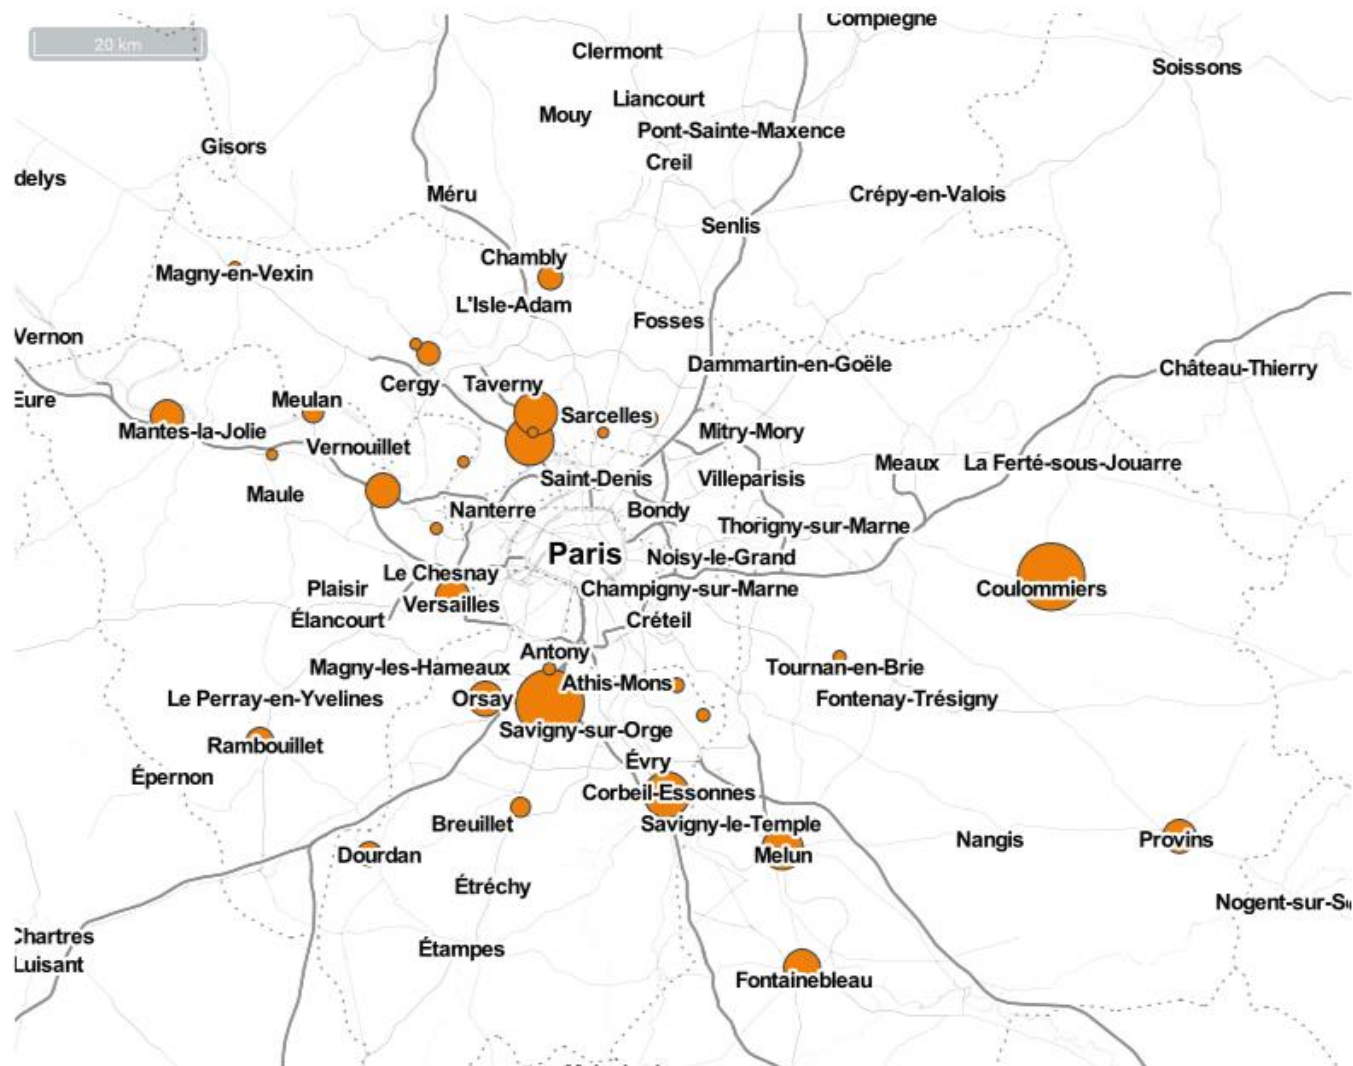 Compiègne
20 km
Clermont
Soissons
Liancourt
Mouy
Pont-Sainte-Maxence
Gisors
Creil
delys
Méru
Crépy-en-Valois
Senlis
Chambly
Magny-en-Vexin
L'Isle-Adam
Fosses
Vernon
Dammartin-en-Goële
Château-Thierry
Cergy
Taverny
Eure
Meulan
Sarcelles
Mantes-la-Jolie
Mitry-Mory
Vernouillet
Meaux
La Ferté-sous-Jouarre
Saint-Denis
Villeparisis
Maule
Nanterre
Bondy
Thorigny-sur-Marne
Paris
Noisy-le-Grand
Le Chesnay
Plaisir
Champigny-sur-Marne
Coulommiers
Versailles
Élancourt
Créteil
Antony
Magny-les-Hameaux
Tournan-en-Brie
Athis-Mons
Le Perray-en-Yvelines
Orsay
Fontenay-Trésigny
Savigny-sur-Orge
Rambouillet
Évry
Épernon
Corbeil-Essonnes
Breuillet
Savigny-le-Temple
Nangis
Provins
Dourdan
Melun
Étréchy
Nogent-sur-S
Chartres
Étampes
Luisant
Fontainebleau